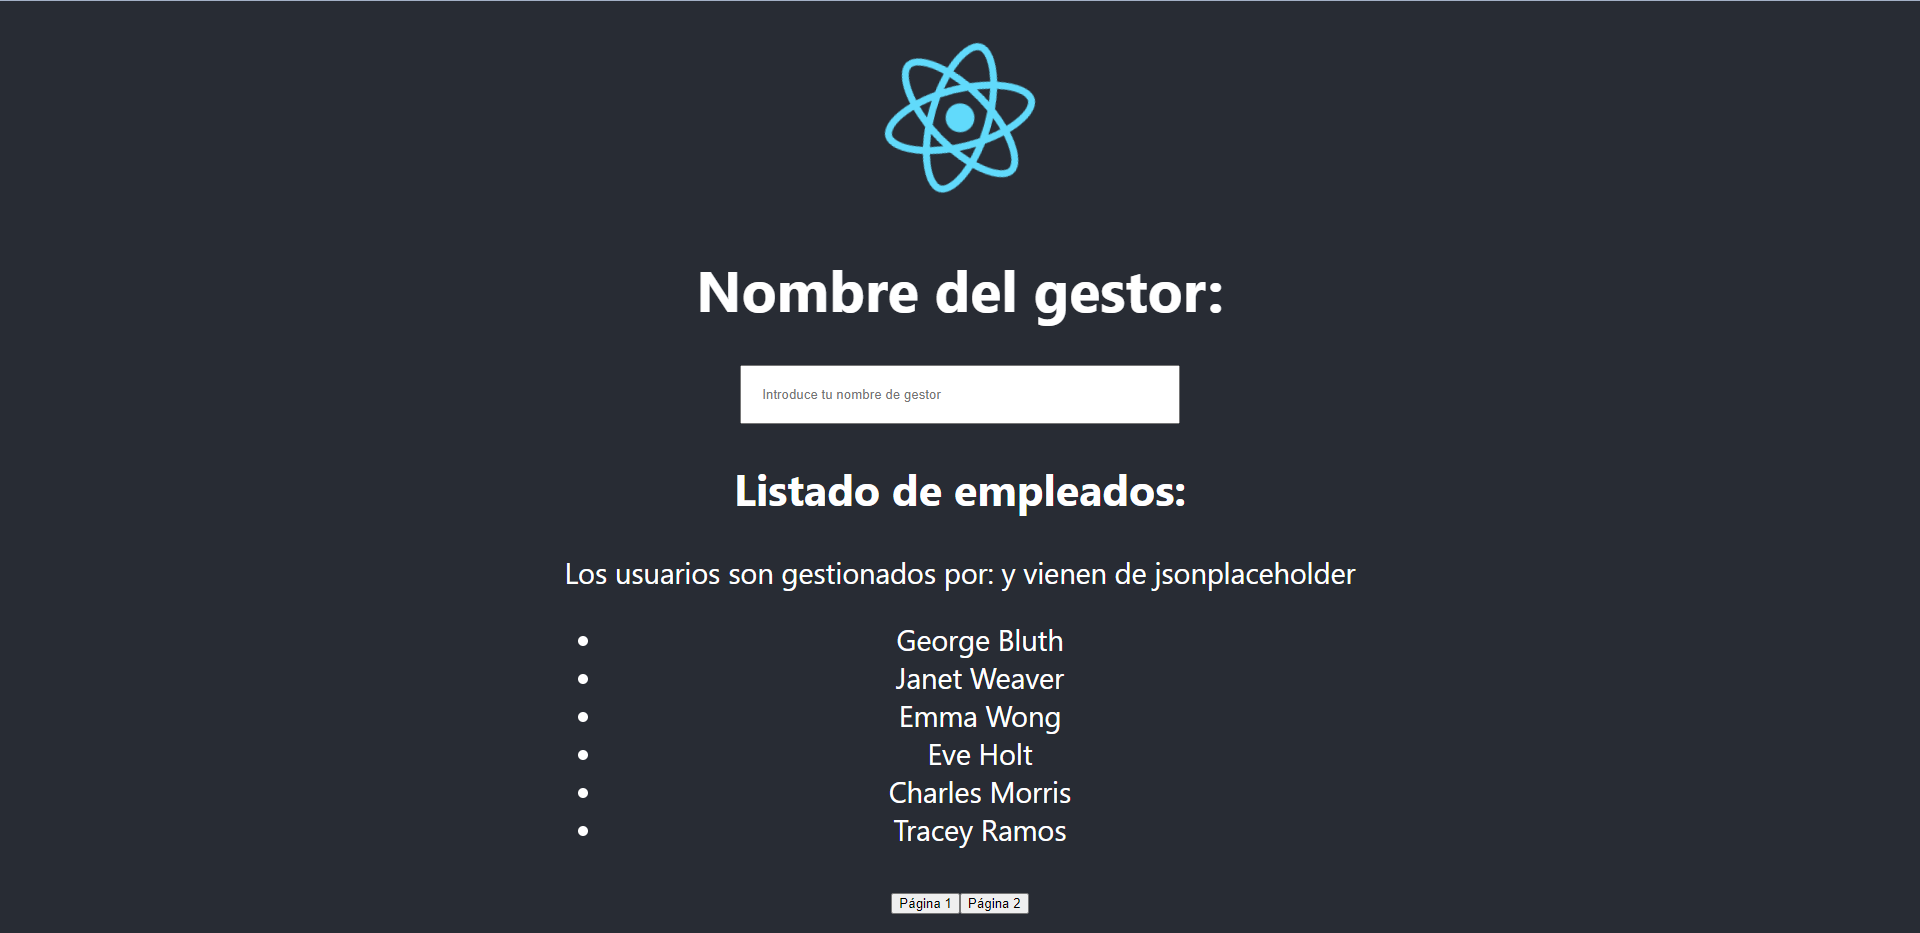 Nombre del gestor:
Introduce tu nombre de gestor
Listado de empleados:
Los usuarios son gestionados por: y vienen de jsonplaceholder
George Bluth
Janet Weaver
Emma Wong
Eve Holt
Charles Morris
Tracey Ramos
Página 1 Página 2